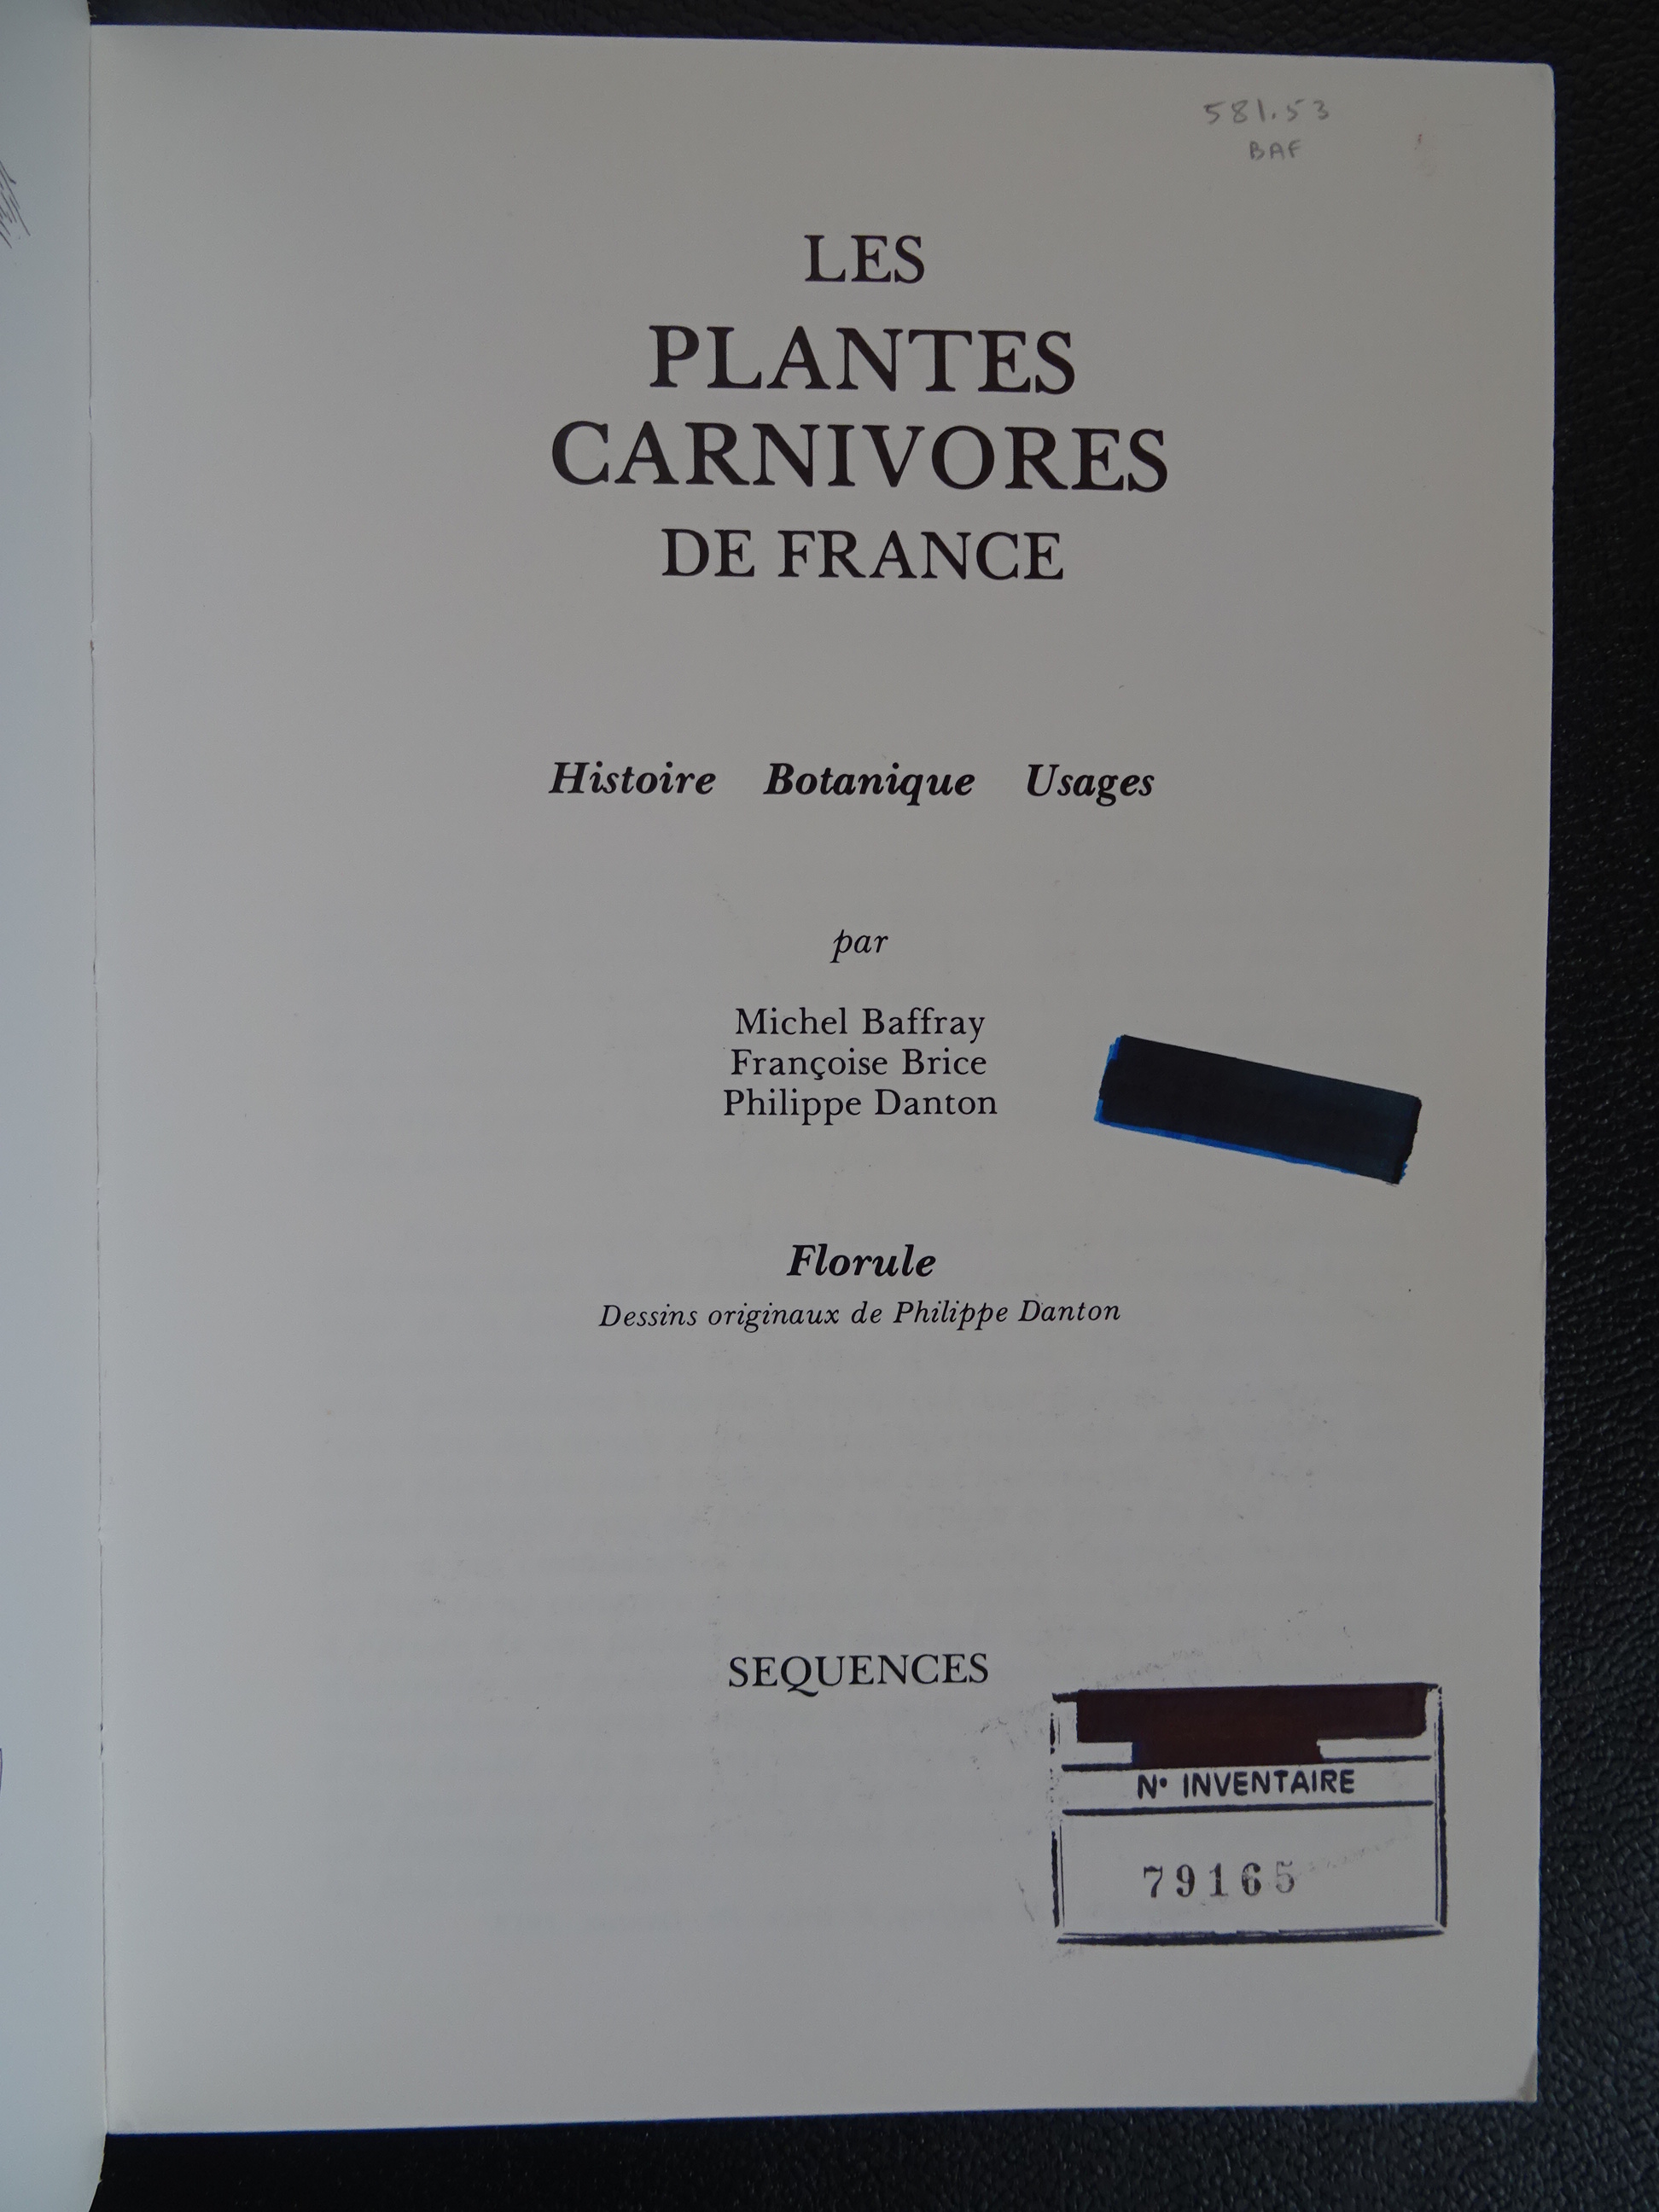 581.53
BAF
LES
PLANTES
CARNIVORES
DE FRANCE
Histoire Botanique Usages
par
Michel Baffray
Françoise Brice
Philippe Danton
Florule
Dessins originaux de Philippe Danton
SEQUENCES
N° INVENTAIRE
79165